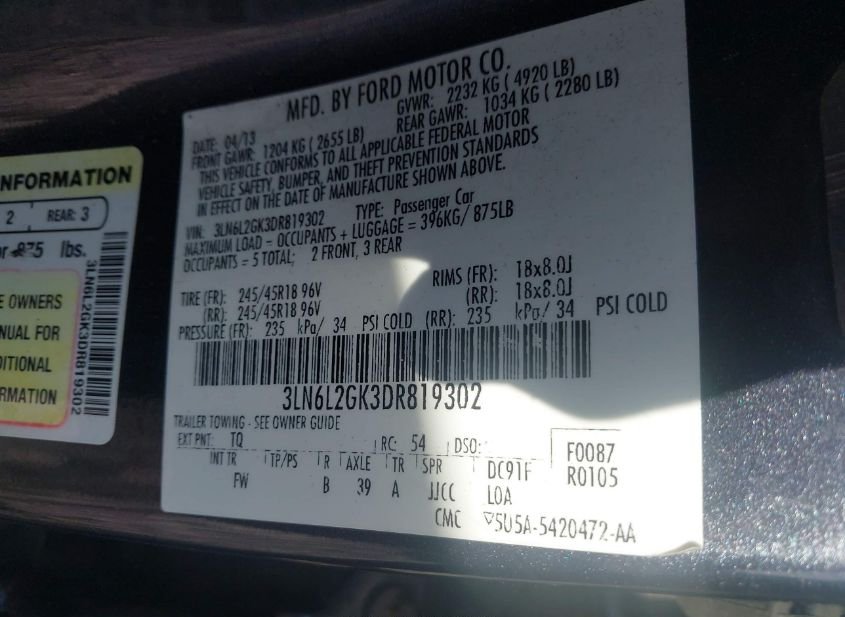 NFORMATION
2 REAR: 3
lbs.
E OWNERS
NUAL FOR
DITIONAL
RMATION
3LN6L2GK3DR819302
MFD. BY FORD MOTOR CO.
DATE: 04/13 GVWR: 2232 KG ( 4920 LB)
FRONT GAWR: 1204 KG ( 2655 LB) REAR GAWR: 1034 KG ( 2280 LB)
THIS VEHICLE CONFORMS TO ALL APPLICABLE FEDERAL MOTOR
VEHICLE SAFETY, BUMPER, AND THEFT PREVENTION STANDARDS
IN EFFECT ON THE DATE OF MANUFACTURE SHOWN ABOVE.
VIN: 3LN6L2GK3DR819302 TYPE: Passenger Car
MAXIMUM LOAD = OCCUPANTS + LUGGAGE = 396KG/ 875LB
OCCUPANTS = 5 TOTAL; 2 FRONT, 3 REAR
TIRE (FR): 245/45R18 96V RIMS (FR): 18x8.0J
(RR): 245/45R18 96V (RR): 18x8.0J
PRESSURE (FR): 235 kPa/ 34 PSI COLD (RR): 235 kPa/ 34 PSI COLD
3LN6L2GK3DR819302
TRAILER TOWING - SEE OWNER GUIDE
EXT PNT: TQ RC: 54 DSO: F0087
INT TR TP/PS R AXLE TR SPR DC91F R0105
FW B 39 A JJCC LOA
CMC 5U5A-5420472-AA